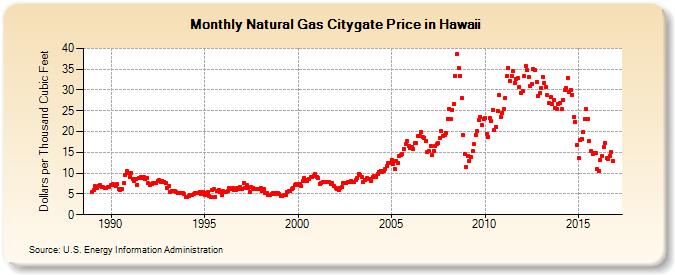 Monthly Natural Gas Citygate Price in Hawaii
Dollars per Thousand Cubic Feet
40
35
30
25
20
15
10
5
0
1990 1995 2000 2005 2010 2015
Source: U.S. Energy Information Administration